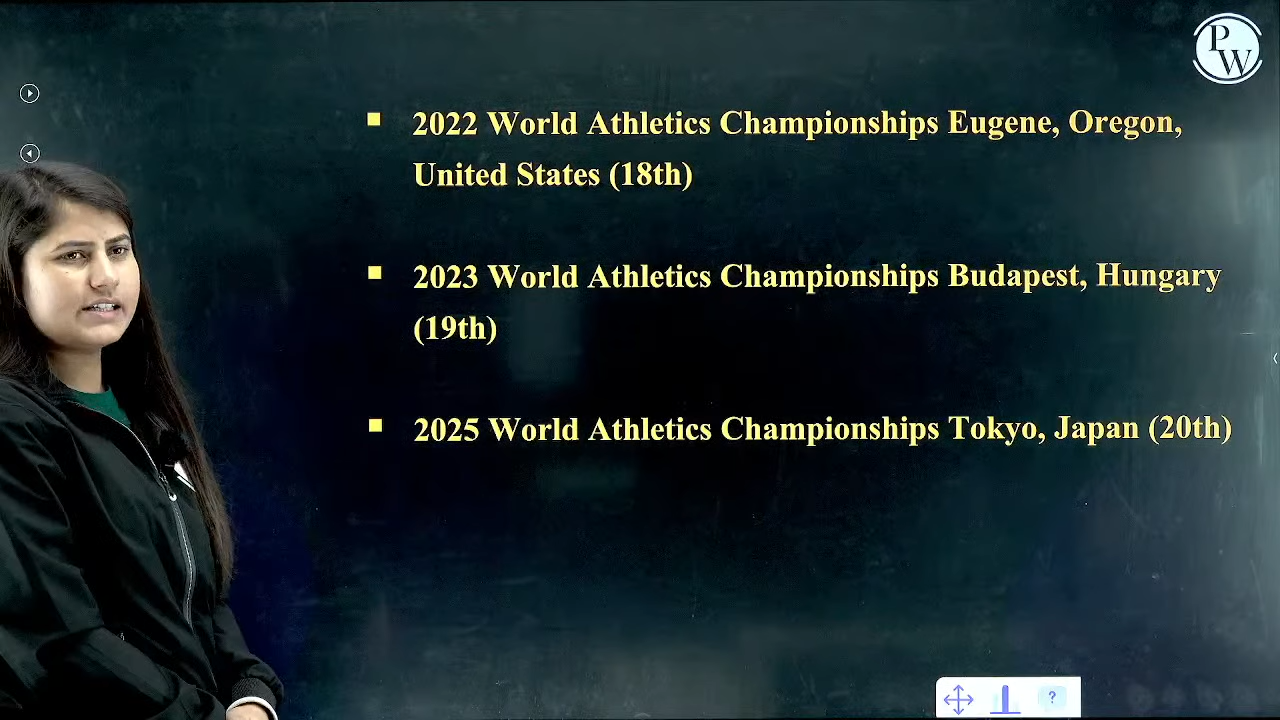 PW
2022 World Athletics Championships Eugene, Oregon,
United States (18th)
2023 World Athletics Championships Budapest, Hungary
(19th)
2025 World Athletics Championships Tokyo, Japan (20th)
?